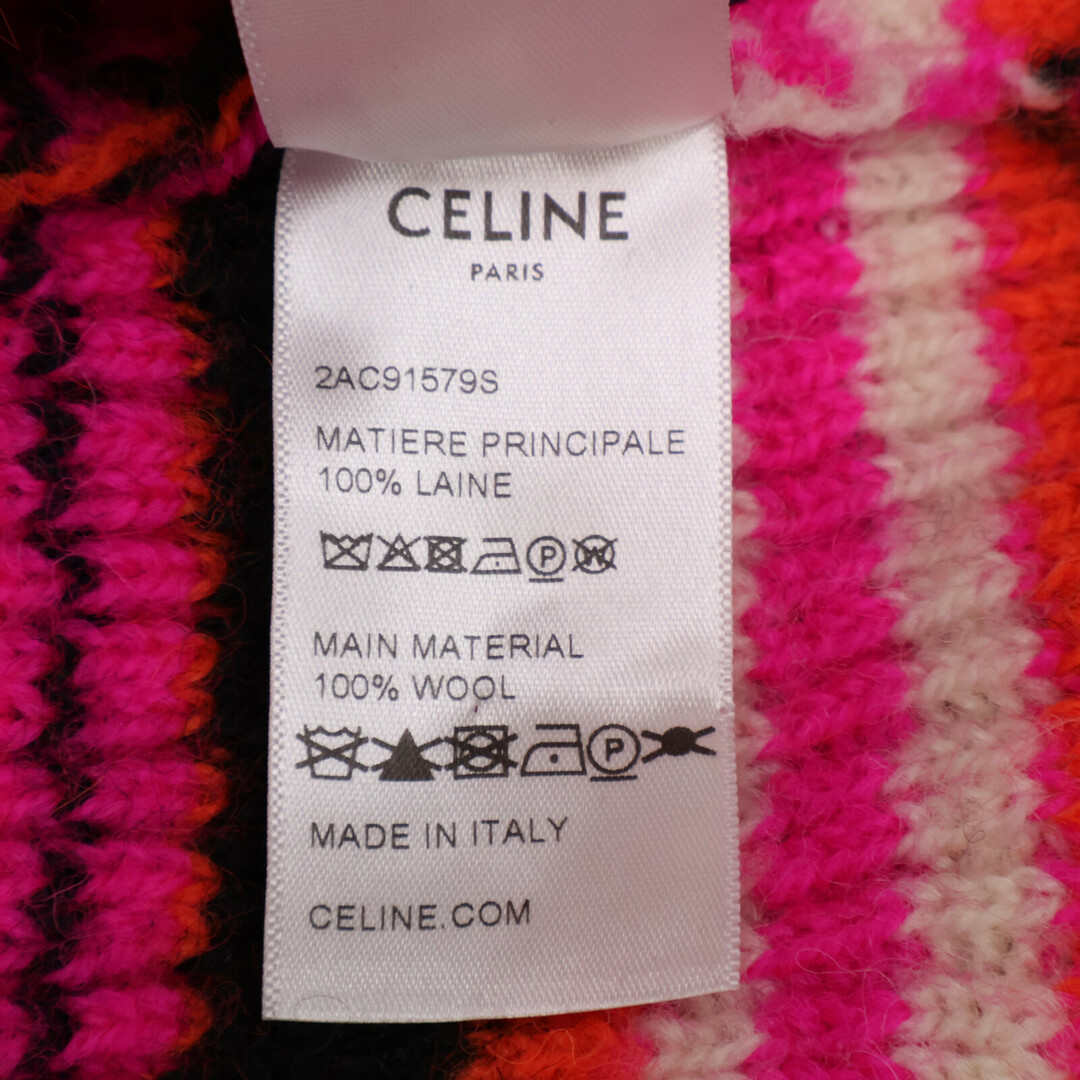 CELINE
PARIS
2AC91579S
MATIERE PRINCIPALE
100% LAINE
P W
MAIN MATERIAL
100% WOOL
P
MADE IN ITALY
CELINE.COM